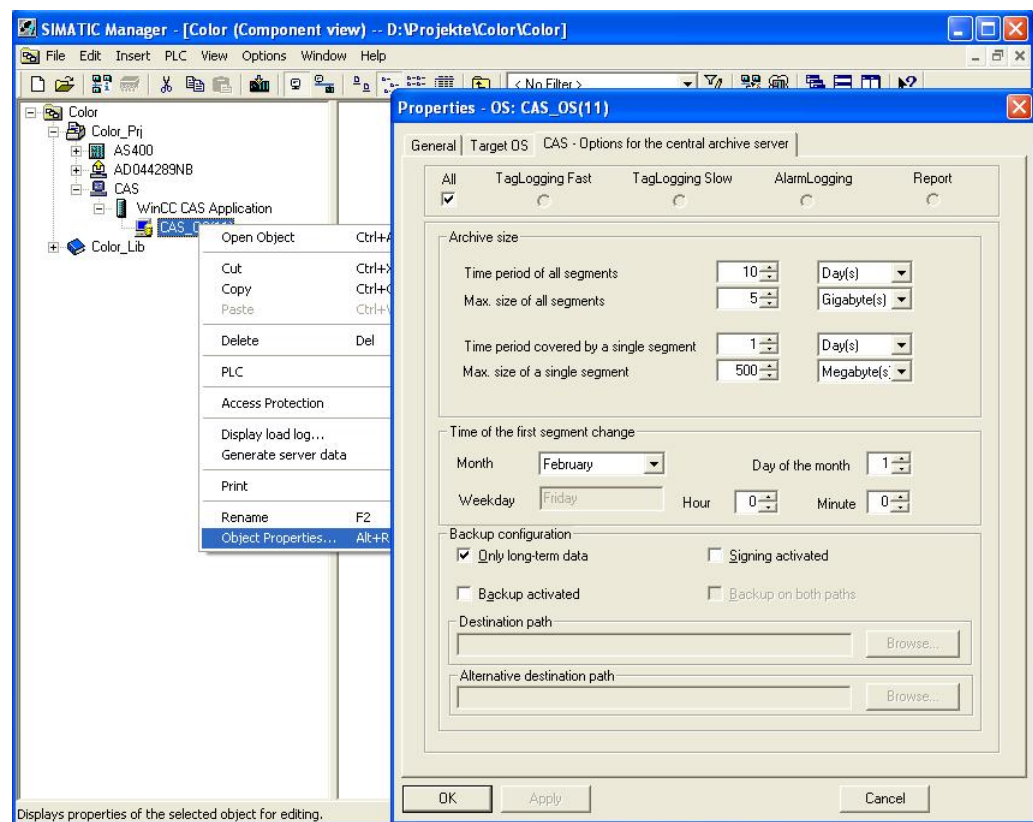 SIMATIC Manager - [Color (Component view) -- D:\Projekte\Color\Color]
File Edit Insert PLC View Options Window Help
< No Filter >
Color
Color_Prj
AS400
AD044289NB
CAS
WinCC CAS Application
Color_Lib
Open Object
Cut
Copy
Paste
Delete Del
PLC
Access Protection
Display load log...
Generate server data
Print
Rename F2
Object Properties...
Properties - OS: CAS_OS(11)
General Target OS CAS - Options for the central archive server
All TagLogging Fast TagLogging Slow AlarmLogging Report
Archive size
Time period of all segments 10 Day(s)
Max. size of all segments 5 Gigabyte(s)
Time period covered by a single segment 1 Day(s)
Max. size of a single segment 500 Megabyte(s
Time of the first segment change
Month February Day of the month 1
Weekday Friday Hour 0 Minute 0
Backup configuration
Only long-term data Signing activated
Backup activated Backup on both paths
Destination path
Browse...
Alternative destination path
Browse...
OK Apply Cancel
Displays properties of the selected object for editing.